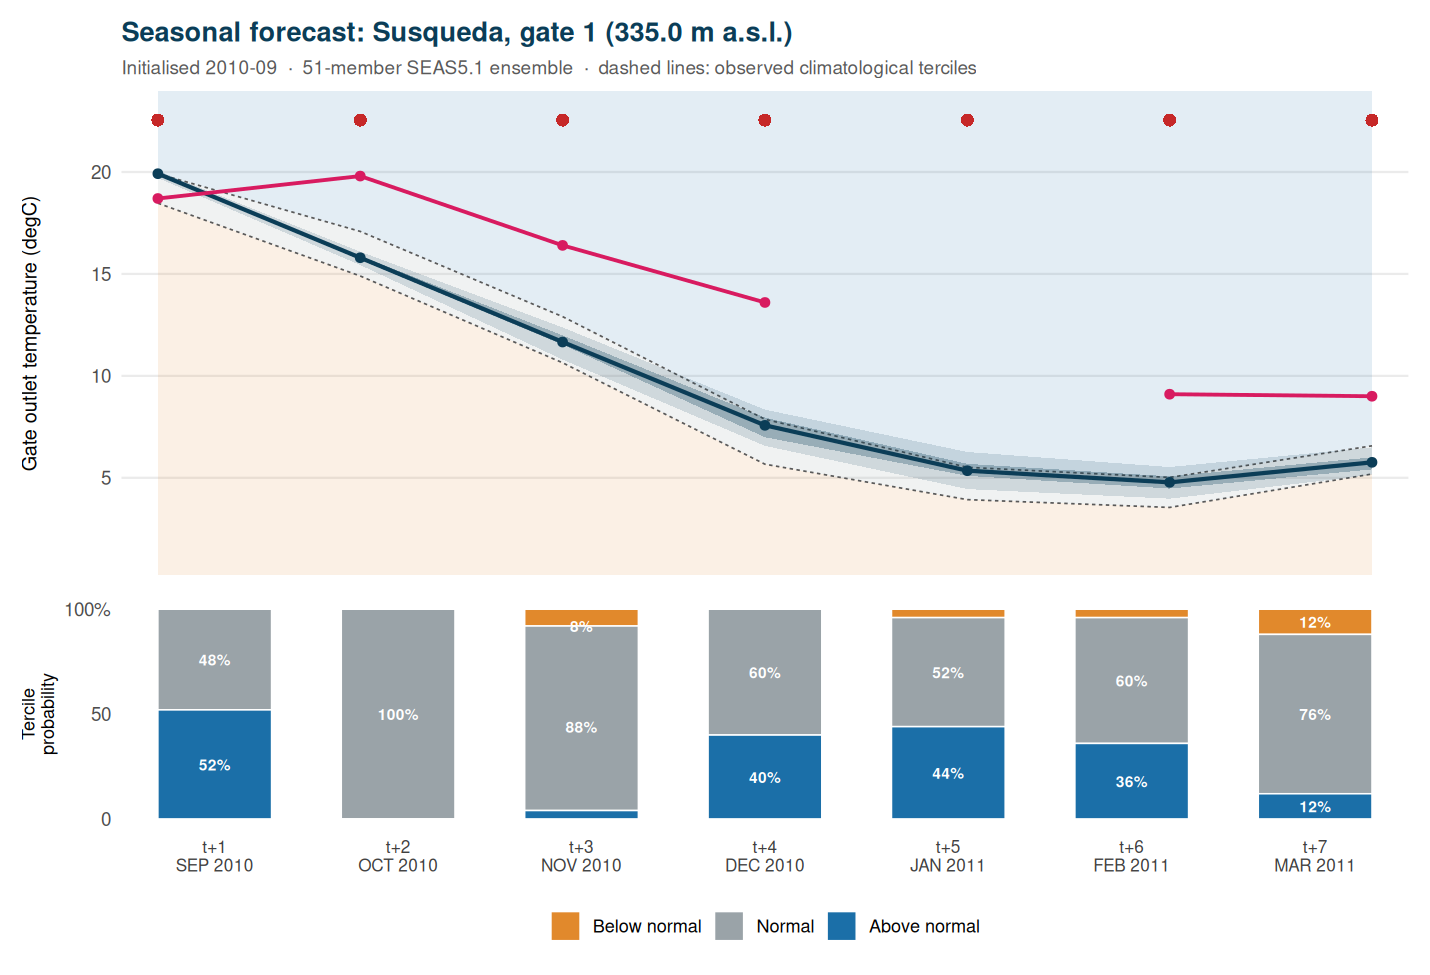 Seasonal forecast: Susqueda, gate 1 (335.0 m a.s.l.)
Initialised 2010-09 · 51-member SEAS5.1 ensemble · dashed lines: observed climatological terciles
Gate outlet temperature (degC)
20
15
10
5
Tercile
probability
100%
50
0
48%
52%
100%
8%
88%
60%
40%
52%
44%
60%
36%
12%
76%
12%
t+1
SEP 2010
t+2
OCT 2010
t+3
NOV 2010
t+4
DEC 2010
t+5
JAN 2011
t+6
FEB 2011
t+7
MAR 2011
Below normal
Normal
Above normal